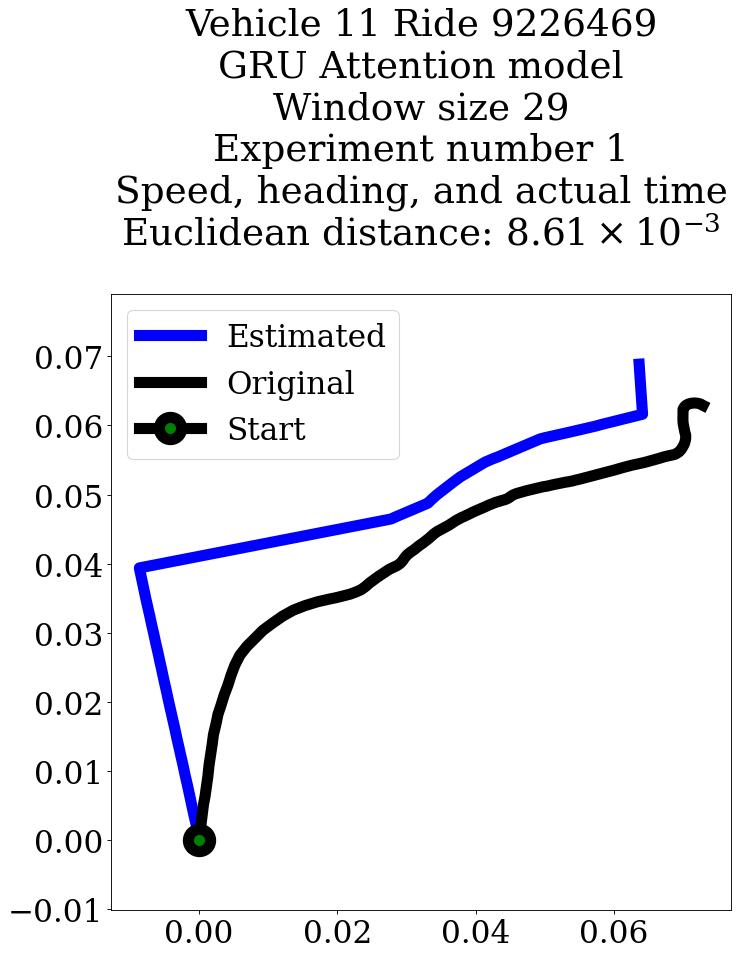 Vehicle 11 Ride 9226469
GRU Attention model
Window size 29
Experiment number 1
Speed, heading, and actual time
Euclidean distance: 8.61 × 10⁻³
Estimated
Original
Start
0.07
0.06
0.05
0.04
0.03
0.02
0.01
0.00
−0.01
0.00 0.02 0.04 0.06